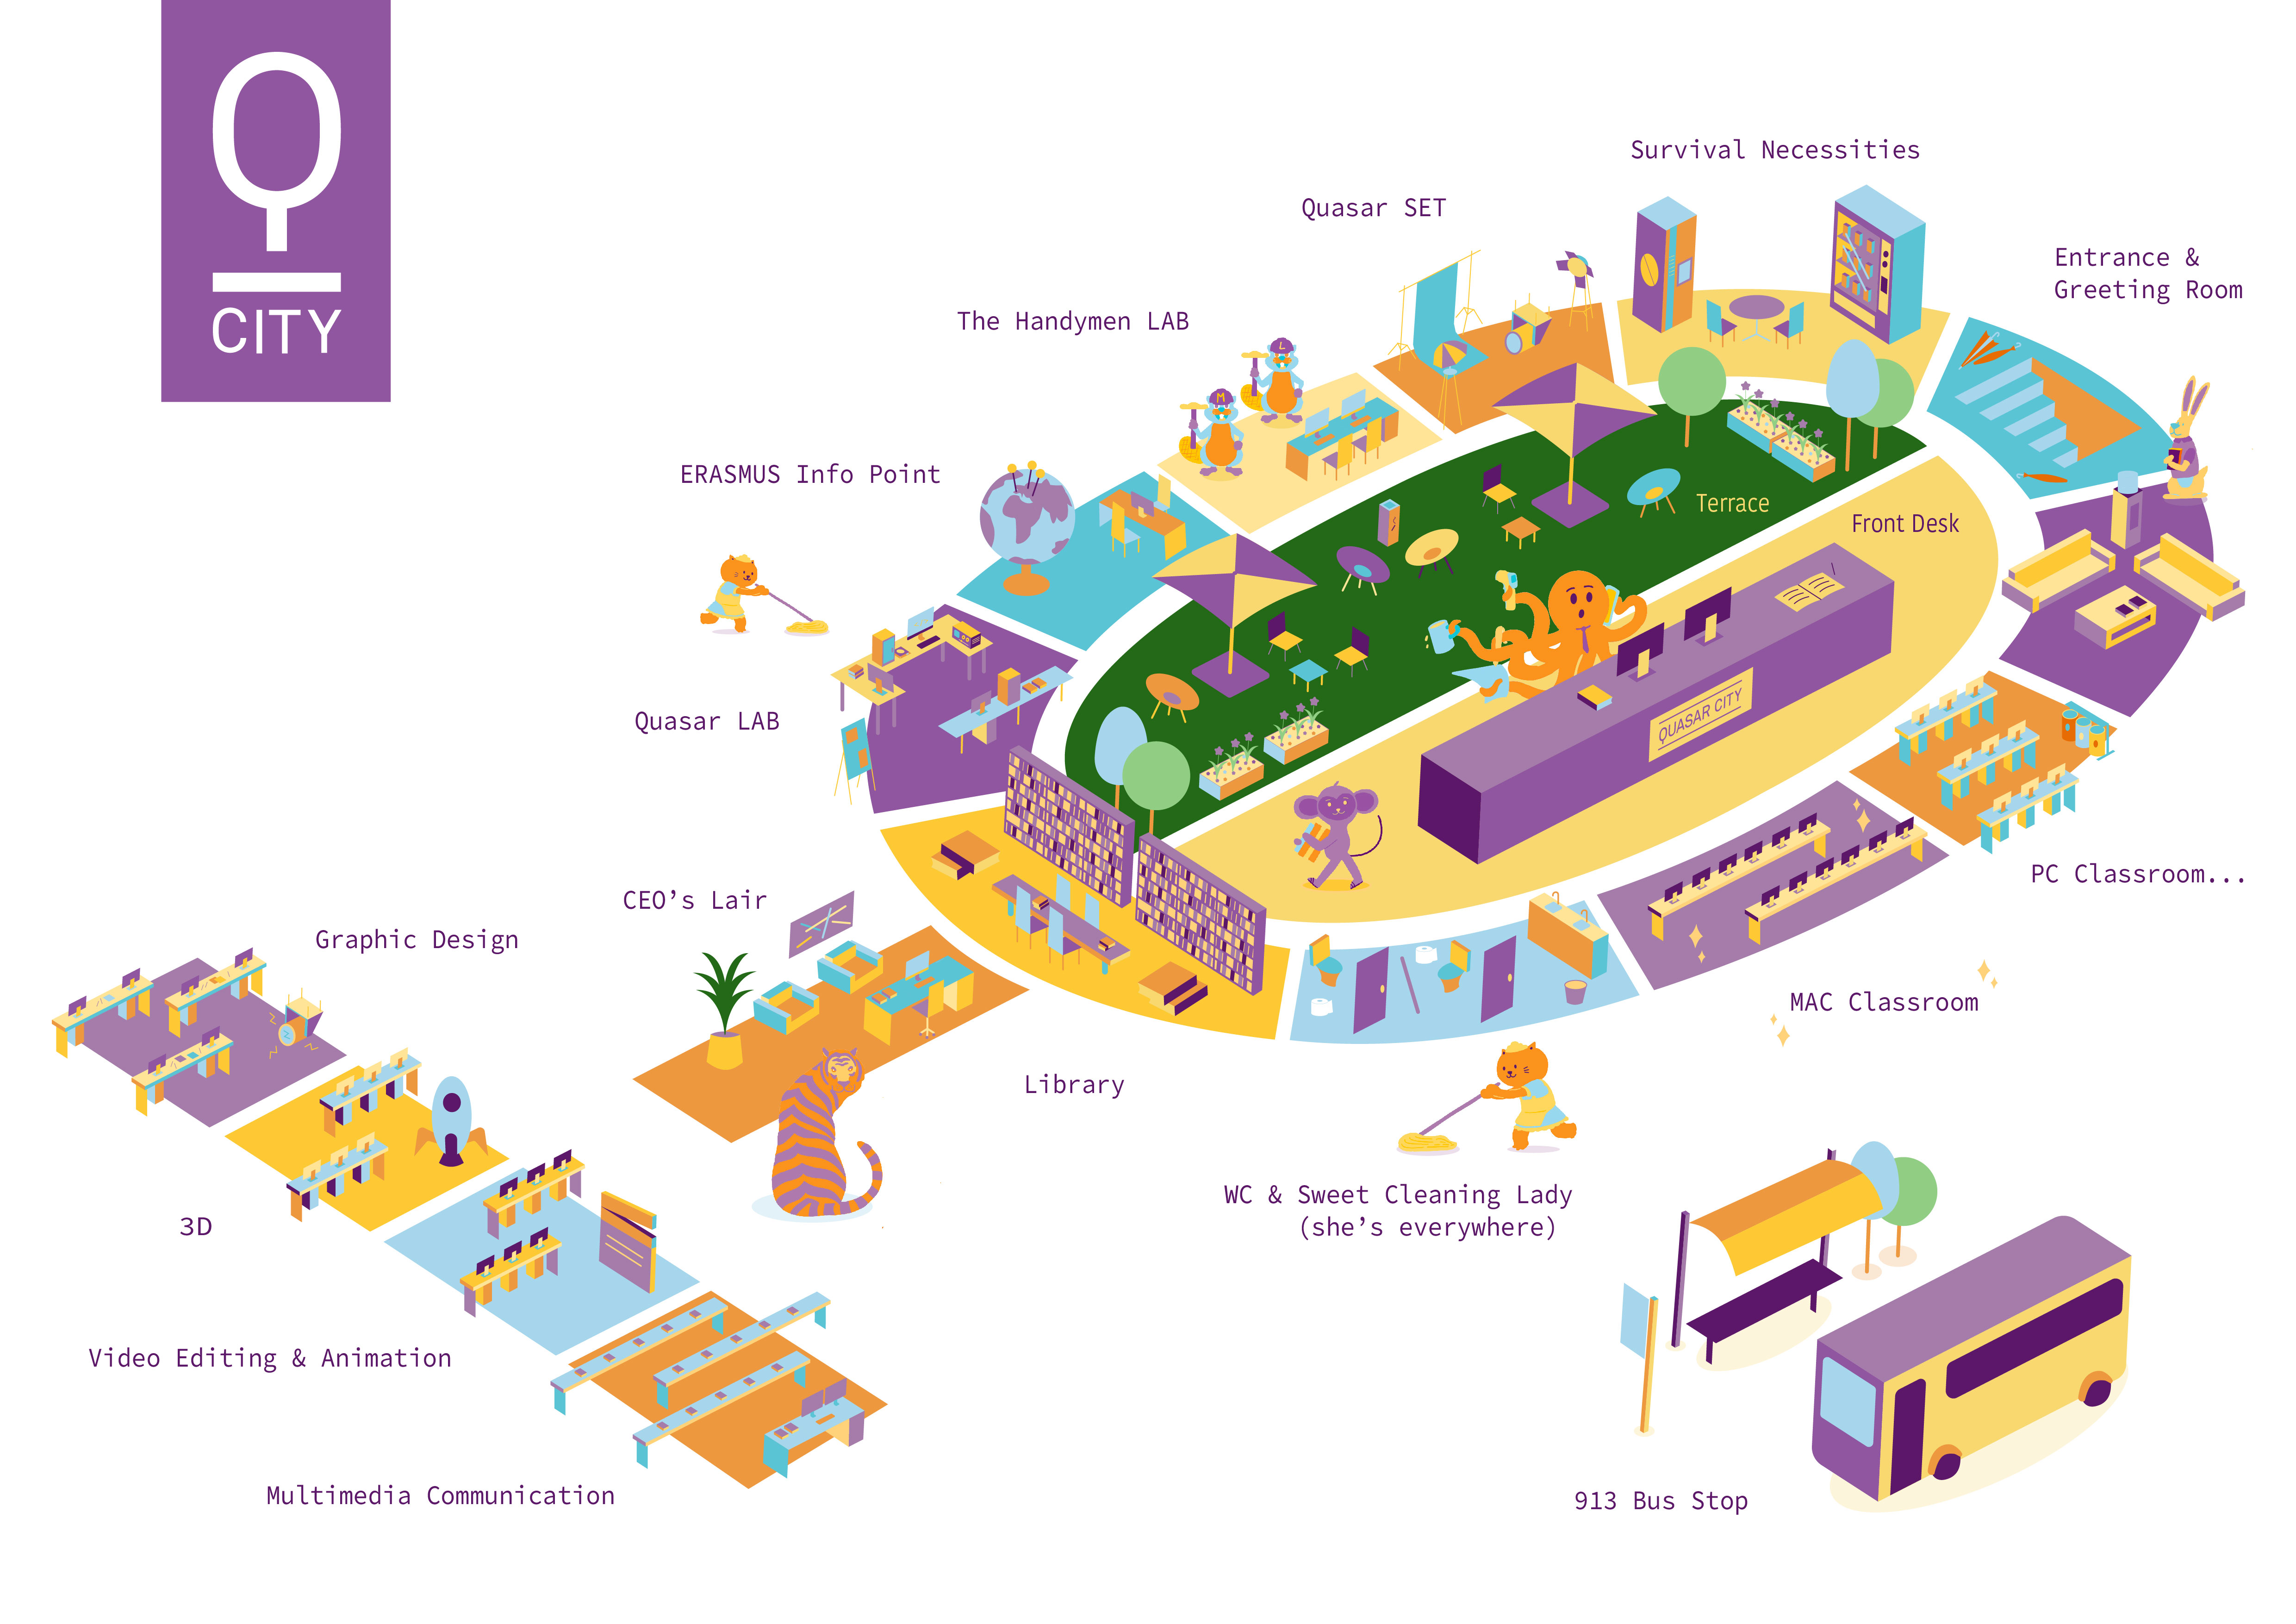 Q
CITY
Survival Necessities
Quasar SET
Entrance &
Greeting Room
The Handymen LAB
L
M
ERASMUS Info Point
Terrace
Front Desk
QUASAR CITY
Quasar LAB
PC Classroom...
CEO’s Lair
Graphic Design
MAC Classroom
Library
WC & Sweet Cleaning Lady
(she’s everywhere)
3D
Video Editing & Animation
Multimedia Communication
913 Bus Stop